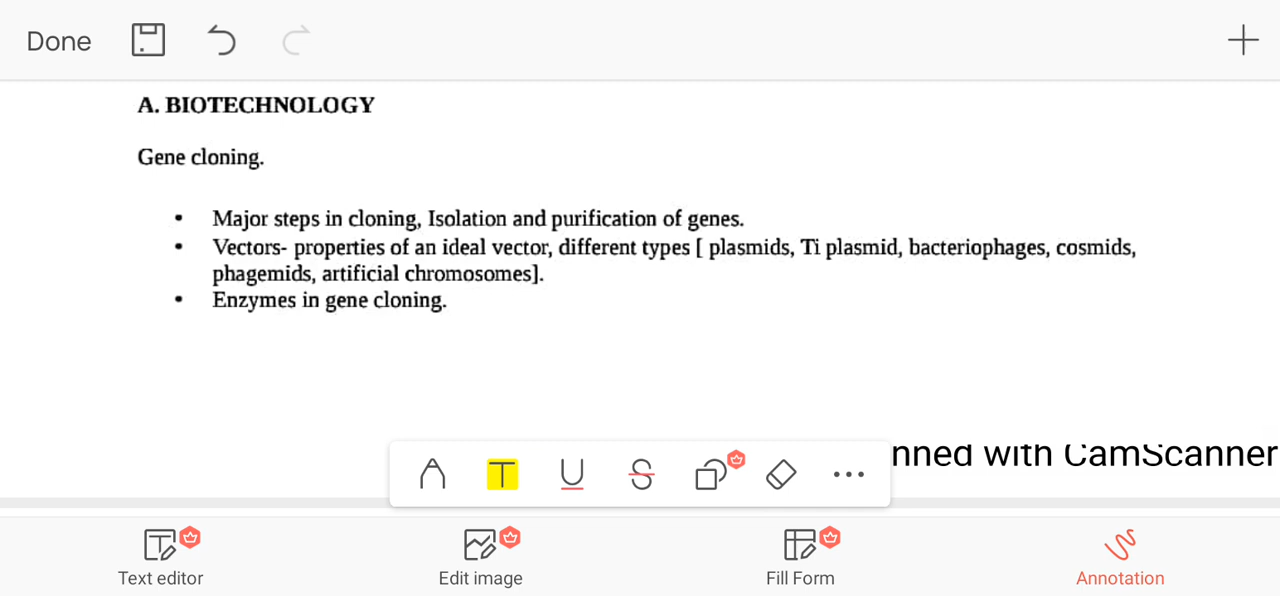 Done
A. BIOTECHNOLOGY
Gene cloning.
• Major steps in cloning, Isolation and purification of genes.
• Vectors- properties of an ideal vector, different types [ plasmids, Ti plasmid, bacteriophages, cosmids,
phagemids, artificial chromosomes].
• Enzymes in gene cloning.
nned with CamScanner
T U S
Text editor Edit image Fill Form Annotation